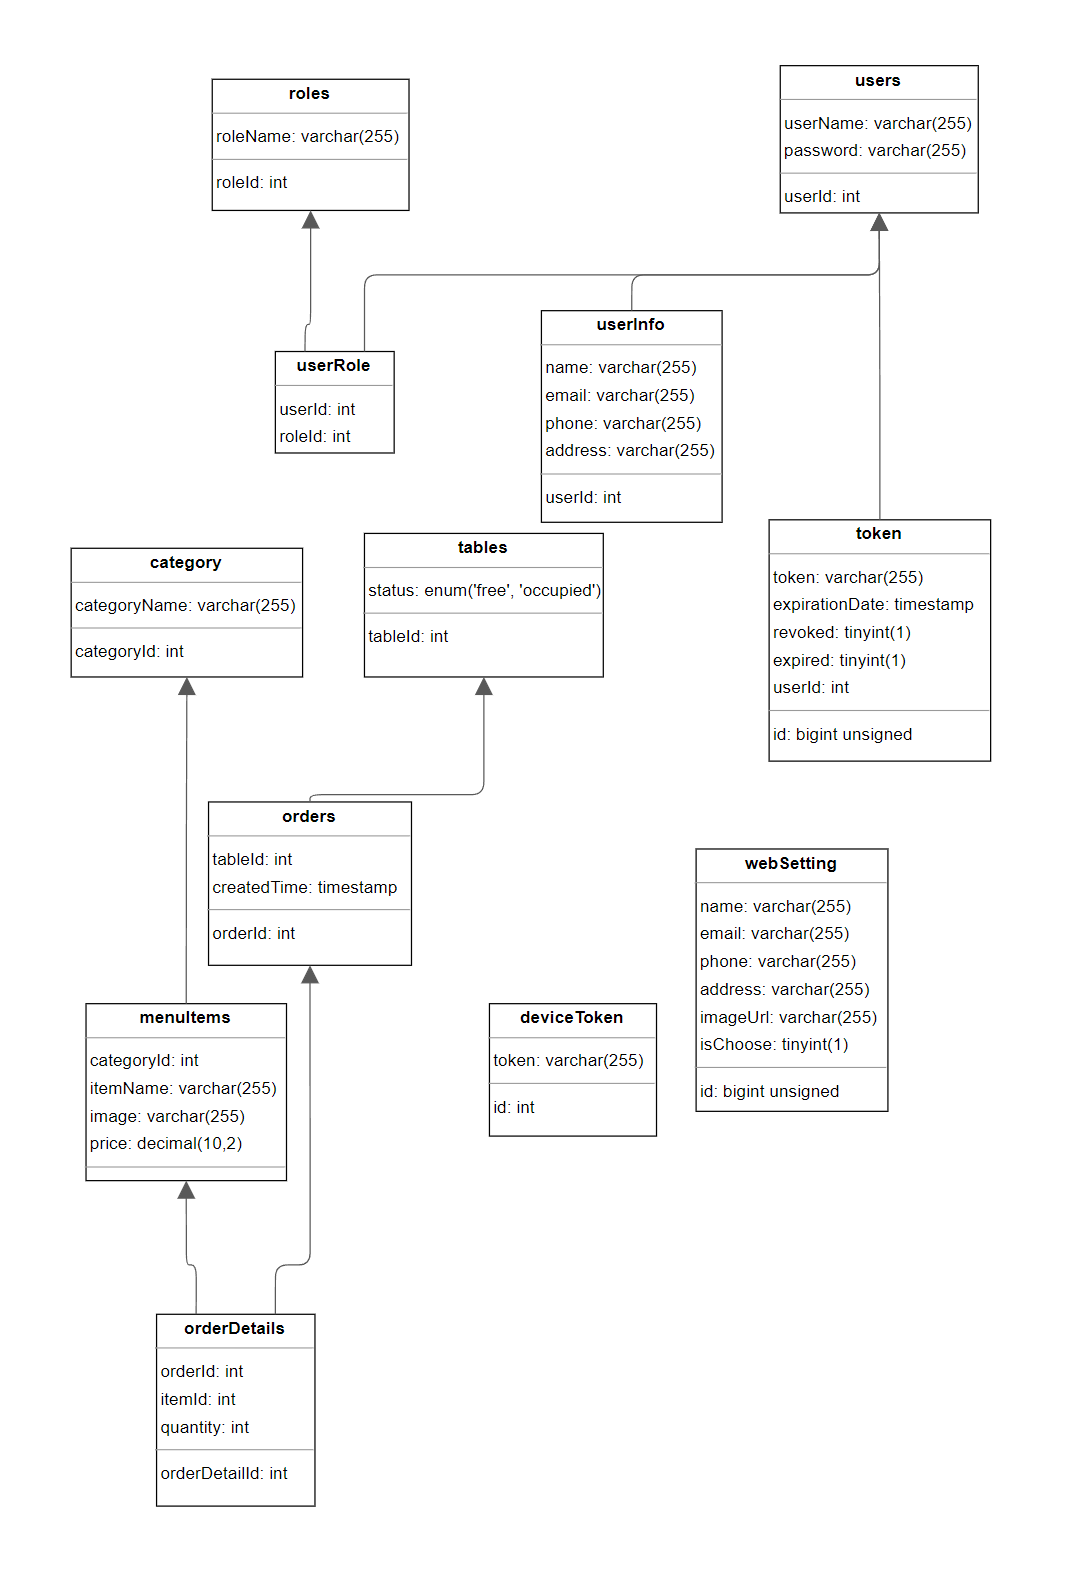 roles
roleName: varchar(255)
roleId: int
users
userName: varchar(255)
password: varchar(255)
userId: int
userRole
userId: int
roleId: int
userInfo
name: varchar(255)
email: varchar(255)
phone: varchar(255)
address: varchar(255)
userId: int
category
categoryName: varchar(255)
categoryId: int
tables
status: enum('free', 'occupied')
tableId: int
token
token: varchar(255)
expirationDate: timestamp
revoked: tinyint(1)
expired: tinyint(1)
userId: int
id: bigint unsigned
orders
tableId: int
createdTime: timestamp
orderId: int
webSetting
name: varchar(255)
email: varchar(255)
phone: varchar(255)
address: varchar(255)
imageUrl: varchar(255)
isChoose: tinyint(1)
id: bigint unsigned
menuItems
categoryId: int
itemName: varchar(255)
image: varchar(255)
price: decimal(10,2)
deviceToken
token: varchar(255)
id: int
orderDetails
orderId: int
itemId: int
quantity: int
orderDetailId: int